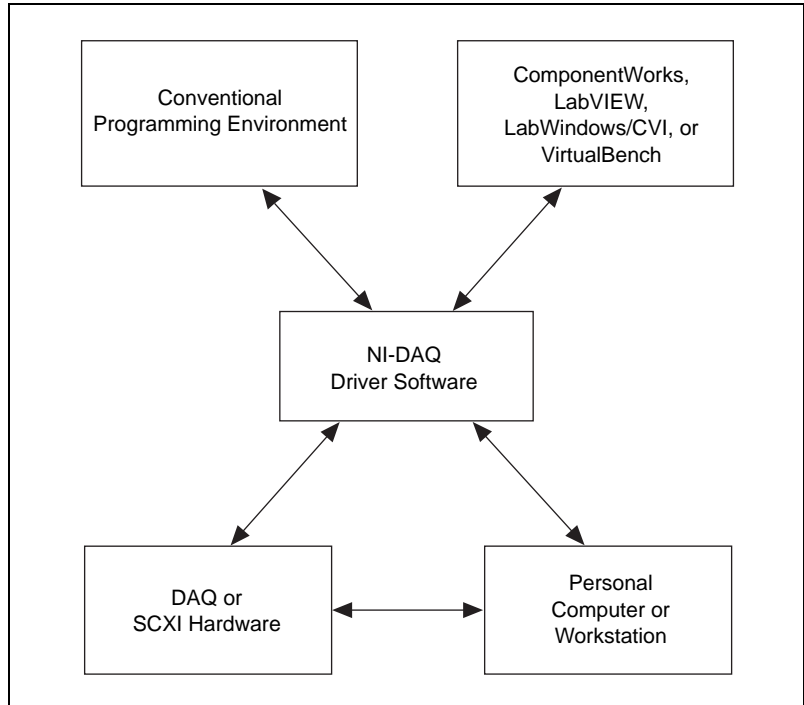 Conventional
Programming Environment
ComponentWorks,
LabVIEW,
LabWindows/CVI, or
VirtualBench
NI-DAQ
Driver Software
DAQ or
SCXI Hardware
Personal
Computer or
Workstation